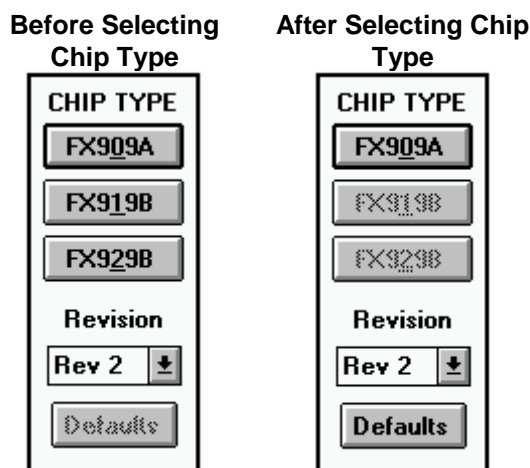 Before Selecting
Chip Type
CHIP TYPE
FX909A
FX919B
FX929B
Revision
Rev 2
Defaults
After Selecting Chip
Type
CHIP TYPE
FX909A
FX919B
FX929B
Revision
Rev 2
Defaults